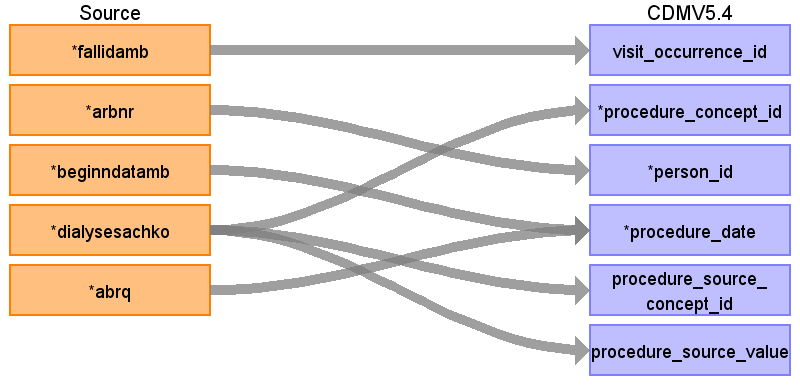 Source
CDMV5.4
*fallidamb
visit_occurrence_id
*arbnr
*procedure_concept_id
*beginndatamb
*person_id
*dialysesachko
*procedure_date
*abrq
procedure_source_
concept_id
procedure_source_value